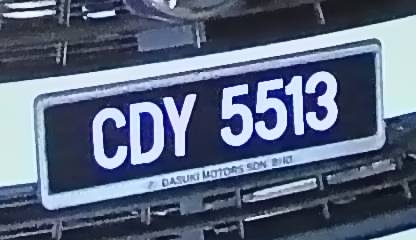 CDY 5513
DASUKI MOTORS SDN. BHD.